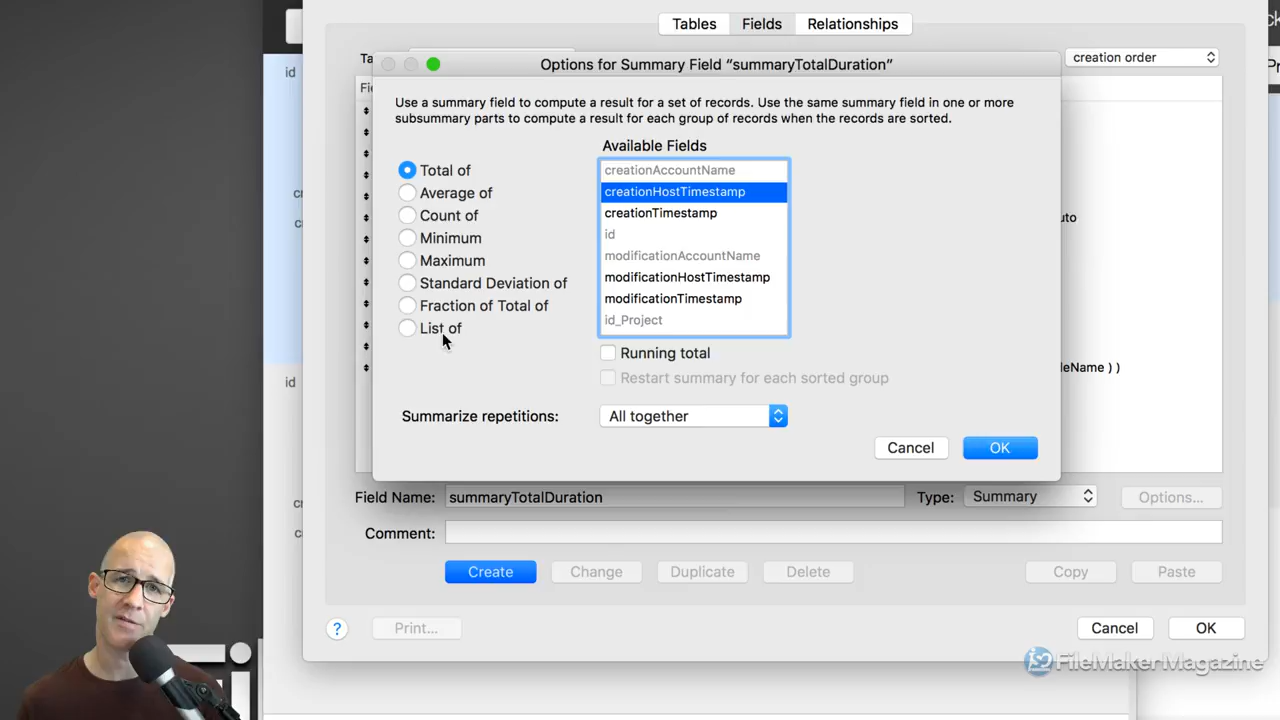 Tables Fields Relationships
creation order
Options for Summary Field “summaryTotalDuration”
Use a summary field to compute a result for a set of records. Use the same summary field in one or more
subsummary parts to compute a result for each group of records when the records are sorted.
Available Fields
Total of
Average of
Count of
Minimum
Maximum
Standard Deviation of
Fraction of Total of
List of
creationAccountName
creationHostTimestamp
creationTimestamp
id
modificationAccountName
modificationHostTimestamp
modificationTimestamp
id_Project
Running total
Restart summary for each sorted group
Summarize repetitions: All together
Cancel OK
Field Name: summaryTotalDuration Type: Summary Options...
Comment:
Create Change Duplicate Delete Copy Paste
? Print... Cancel OK
id
id
FileMakerMagazine